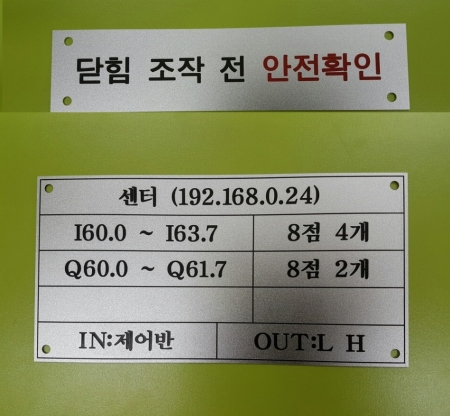 닫힘 조작 전 안전확인
센터 (192.168.0.24)
I60.0 ~ I63.7 8점 4개
Q60.0 ~ Q61.7 8점 2개
IN:제어반 OUT:L H